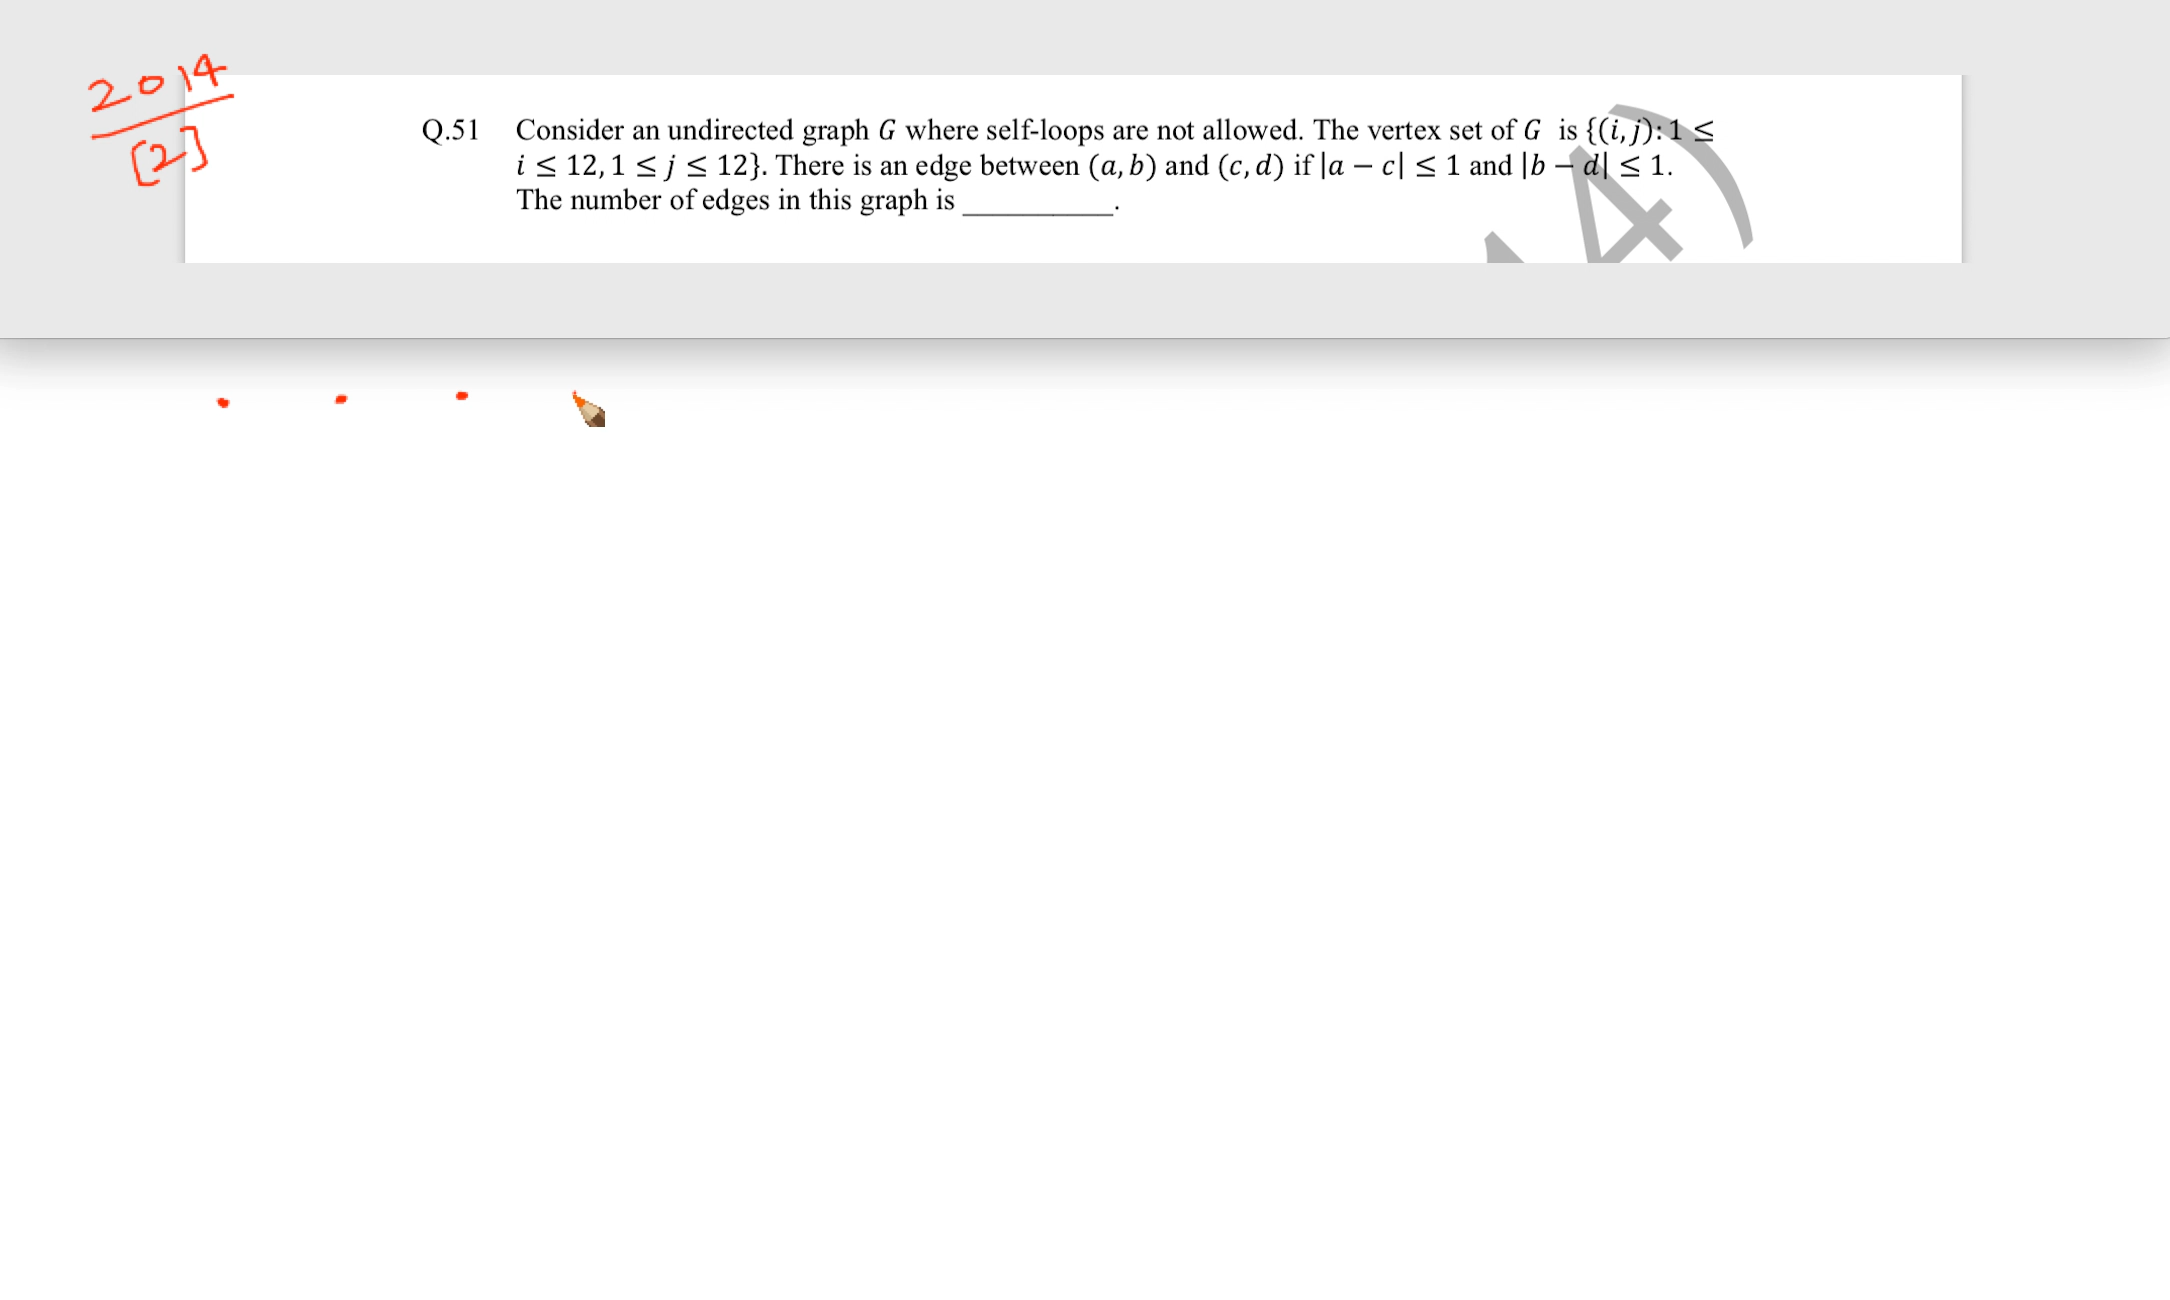 2014
[2]
Q.51 Consider an undirected graph G where self-loops are not allowed. The vertex set of G is {(i, j): 1 ≤
i ≤ 12, 1 ≤ j ≤ 12}. There is an edge between (a, b) and (c, d) if |a − c| ≤ 1 and |b − d| ≤ 1.
The number of edges in this graph is ___________.
4)